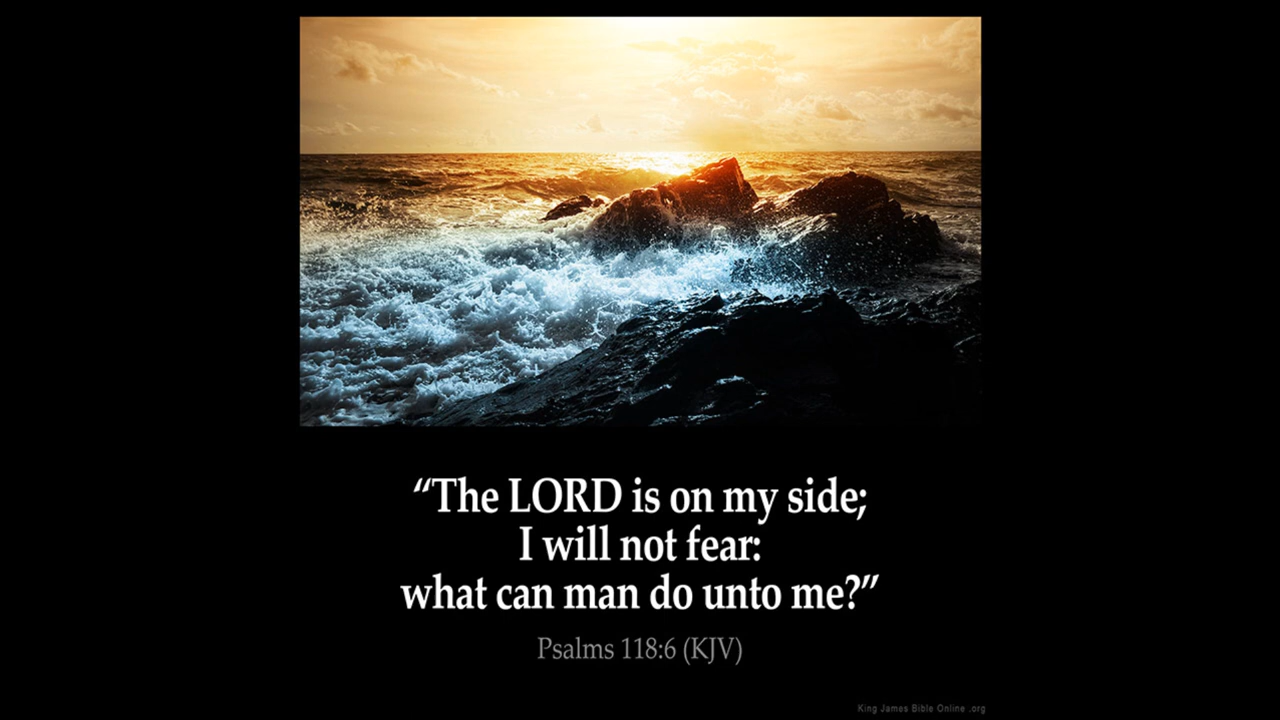 “The LORD is on my side;
I will not fear:
what can man do unto me?”
Psalms 118:6 (KJV)
King James Bible Online .org